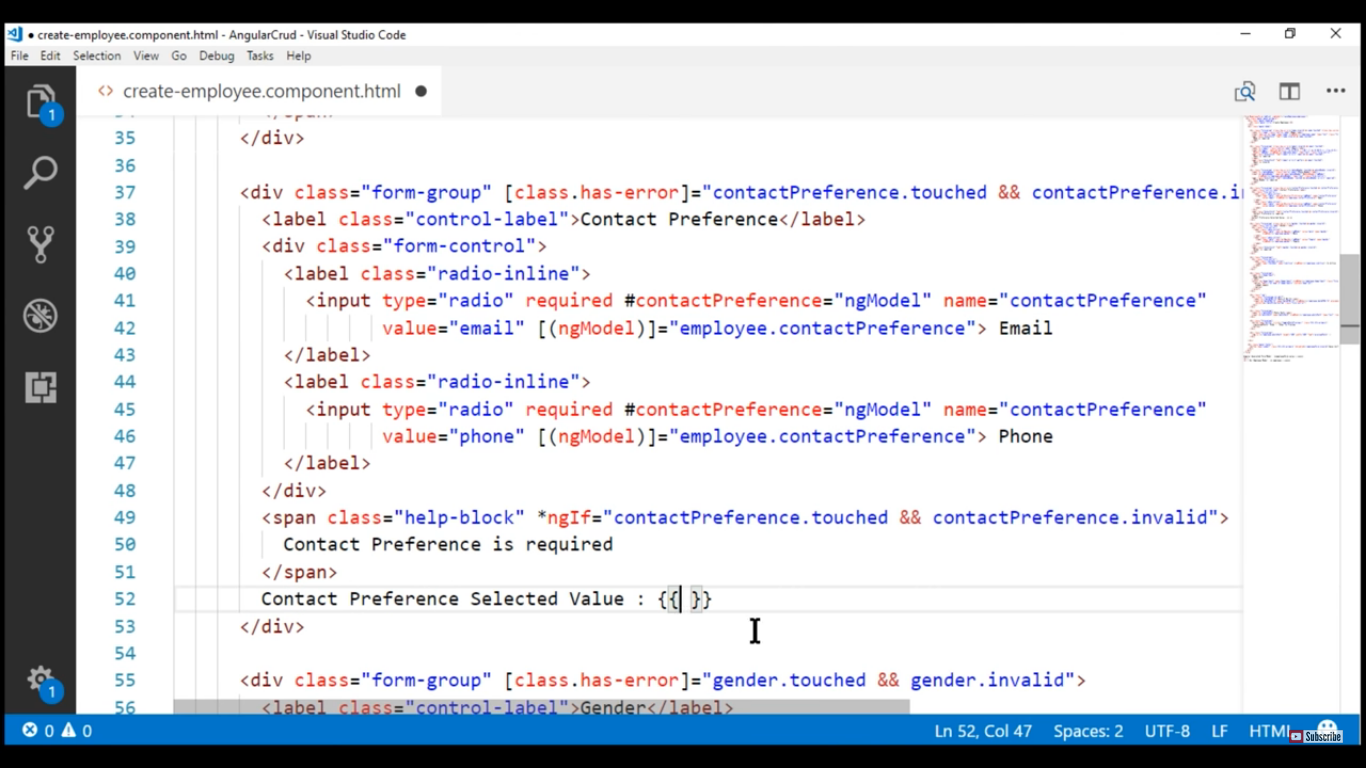 create-employee.component.html - AngularCrud - Visual Studio Code
File Edit Selection View Go Debug Tasks Help
<> create-employee.component.html
1
35 </div>
36
37 <div class="form-group" [class.has-error]="contactPreference.touched && contactPreference.in
38 <label class="control-label">Contact Preference</label>
39 <div class="form-control">
40 <label class="radio-inline">
41 <input type="radio" required #contactPreference="ngModel" name="contactPreference"
42 value="email" [(ngModel)]="employee.contactPreference"> Email
43 </label>
44 <label class="radio-inline">
45 <input type="radio" required #contactPreference="ngModel" name="contactPreference"
46 value="phone" [(ngModel)]="employee.contactPreference"> Phone
47 </label>
48 </div>
49 <span class="help-block" *ngIf="contactPreference.touched && contactPreference.invalid">
50 Contact Preference is required
51 </span>
52 Contact Preference Selected Value : {{ }}
53 </div>
54
55 <div class="form-group" [class.has-error]="gender.touched && gender.invalid">
56 <label class="control-label">Gender</label>
1
0 0 Ln 52, Col 47 Spaces: 2 UTF-8 LF HTML
Subscribe